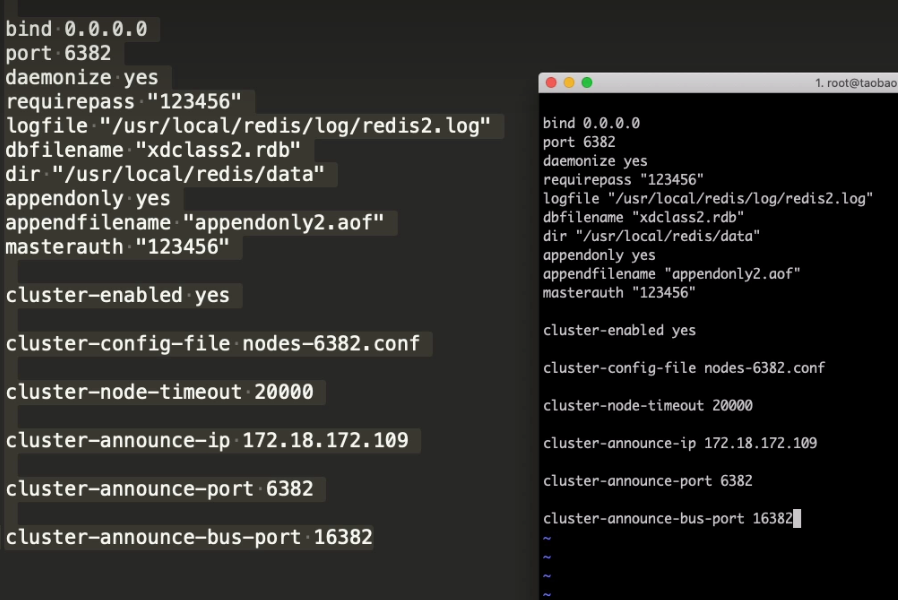 bind 0.0.0.0
port 6382
daemonize yes
requirepass "123456"
logfile "/usr/local/redis/log/redis2.log"
dbfilename "xdclass2.rdb"
dir "/usr/local/redis/data"
appendonly yes
appendfilename "appendonly2.aof"
masterauth "123456"
cluster-enabled yes
cluster-config-file nodes-6382.conf
cluster-node-timeout 20000
cluster-announce-ip 172.18.172.109
cluster-announce-port 6382
cluster-announce-bus-port 16382
1. root@taobao
bind 0.0.0.0
port 6382
daemonize yes
requirepass "123456"
logfile "/usr/local/redis/log/redis2.log"
dbfilename "xdclass2.rdb"
dir "/usr/local/redis/data"
appendonly yes
appendfilename "appendonly2.aof"
masterauth "123456"
cluster-enabled yes
cluster-config-file nodes-6382.conf
cluster-node-timeout 20000
cluster-announce-ip 172.18.172.109
cluster-announce-port 6382
cluster-announce-bus-port 16382
~
~
~
~